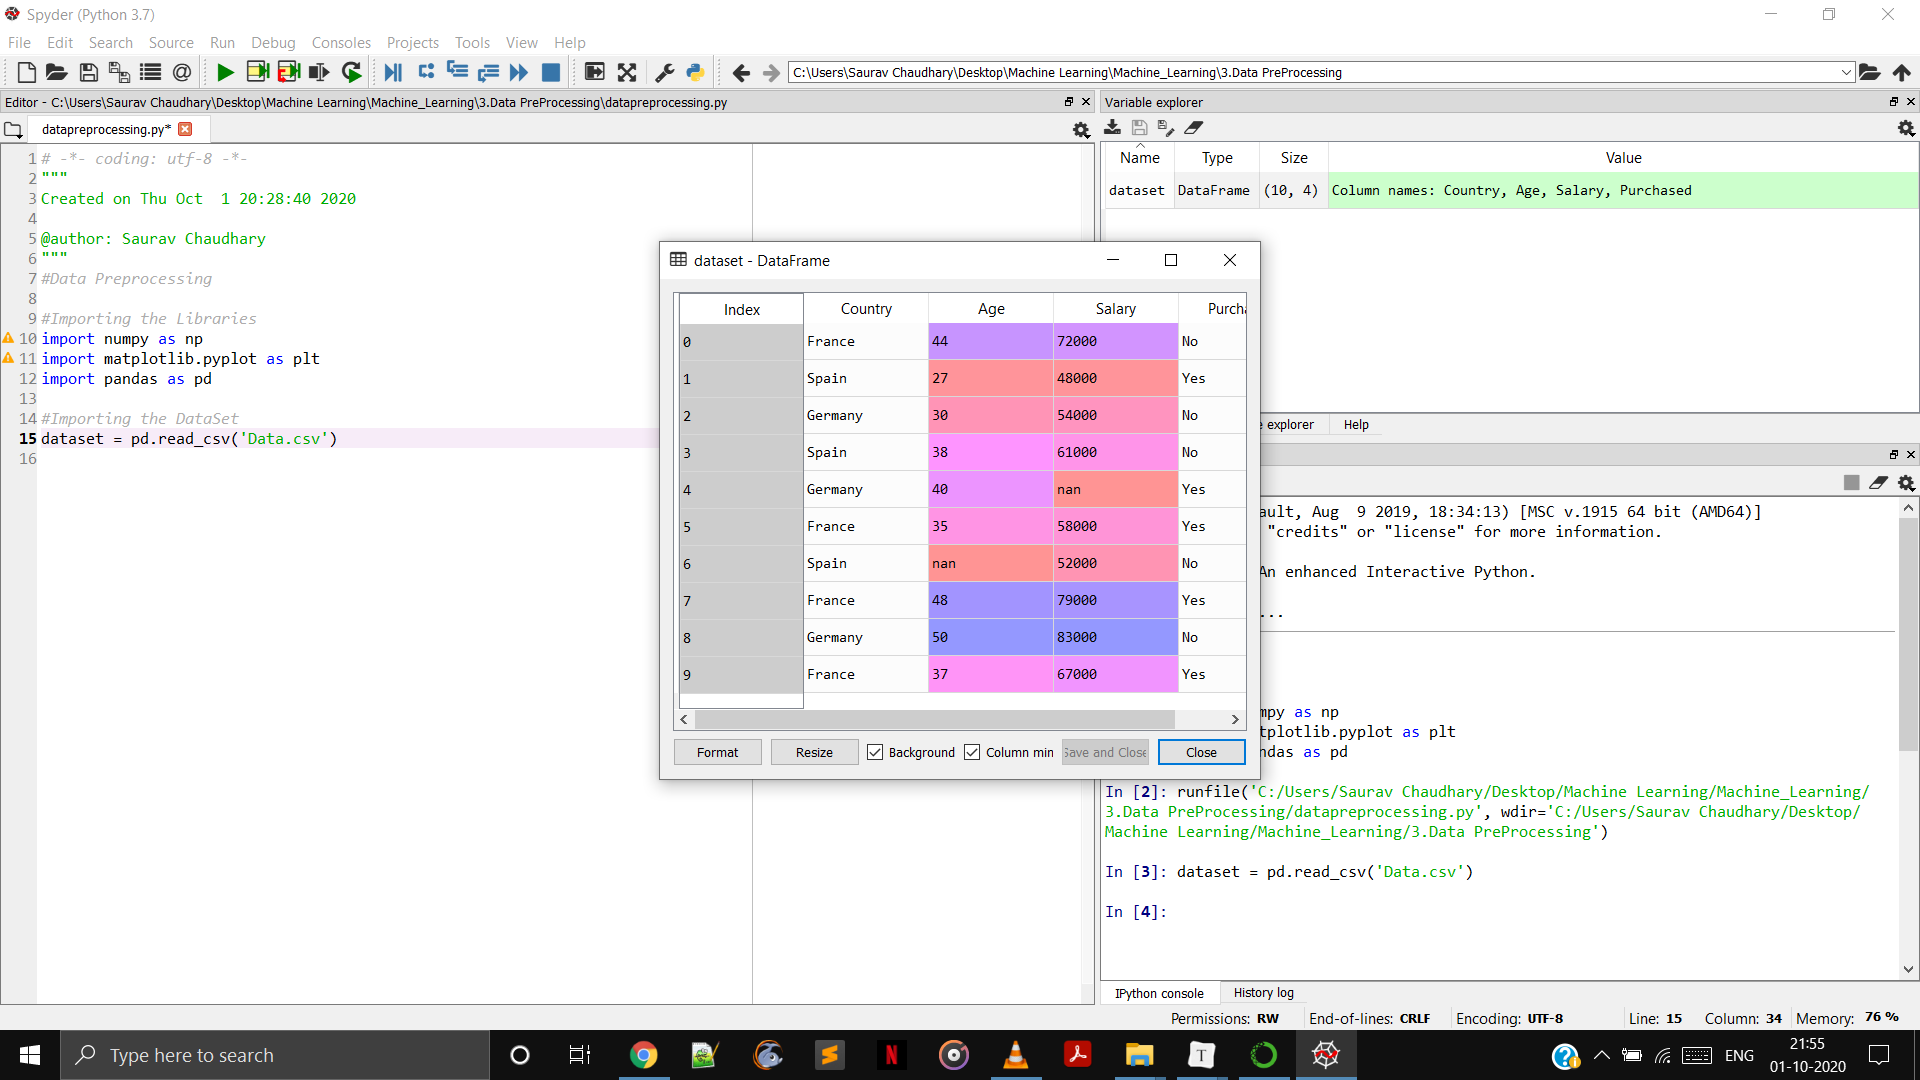 Spyder (Python 3.7)
File Edit Search Source Run Debug Consoles Projects Tools View Help
C:\Users\Saurav Chaudhary\Desktop\Machine Learning\Machine_Learning\3.Data PreProcessing
Editor - C:\Users\Saurav Chaudhary\Desktop\Machine Learning\Machine_Learning\3.Data PreProcessing\datapreprocessing.py
datapreprocessing.py*
1 # -*- coding: utf-8 -*-
2 """
3 Created on Thu Oct  1 20:28:40 2020
4
5 @author: Saurav Chaudhary
6 """
7 #Data Preprocessing
8
9 #Importing the Libraries
10 import numpy as np
11 import matplotlib.pyplot as plt
12 import pandas as pd
13
14 #Importing the DataSet
15 dataset = pd.read_csv('Data.csv')
16
Variable explorer
Name Type Size Value
dataset DataFrame (10, 4) Column names: Country, Age, Salary, Purchased
dataset - DataFrame
Index Country Age Salary Purcha
0 France 44 72000 No
1 Spain 27 48000 Yes
2 Germany 30 54000 No
3 Spain 38 61000 No
4 Germany 40 nan Yes
5 France 35 58000 Yes
6 Spain nan 52000 No
7 France 48 79000 Yes
8 Germany 50 83000 No
9 France 37 67000 Yes
Format Resize Background Column min Save and Close Close
e explorer Help
ault, Aug  9 2019, 18:34:13) [MSC v.1915 64 bit (AMD64)]
"credits" or "license" for more information.
An enhanced Interactive Python.
...
mpy as np
tplotlib.pyplot as plt
ndas as pd
In [2]: runfile('C:/Users/Saurav Chaudhary/Desktop/Machine Learning/Machine_Learning/
3.Data PreProcessing/datapreprocessing.py', wdir='C:/Users/Saurav Chaudhary/Desktop/
Machine Learning/Machine_Learning/3.Data PreProcessing')
In [3]: dataset = pd.read_csv('Data.csv')
In [4]:
IPython console History log
Permissions: RW End-of-lines: CRLF Encoding: UTF-8 Line: 15 Column: 34 Memory: 76 %
Type here to search
ENG
21:55
01-10-2020